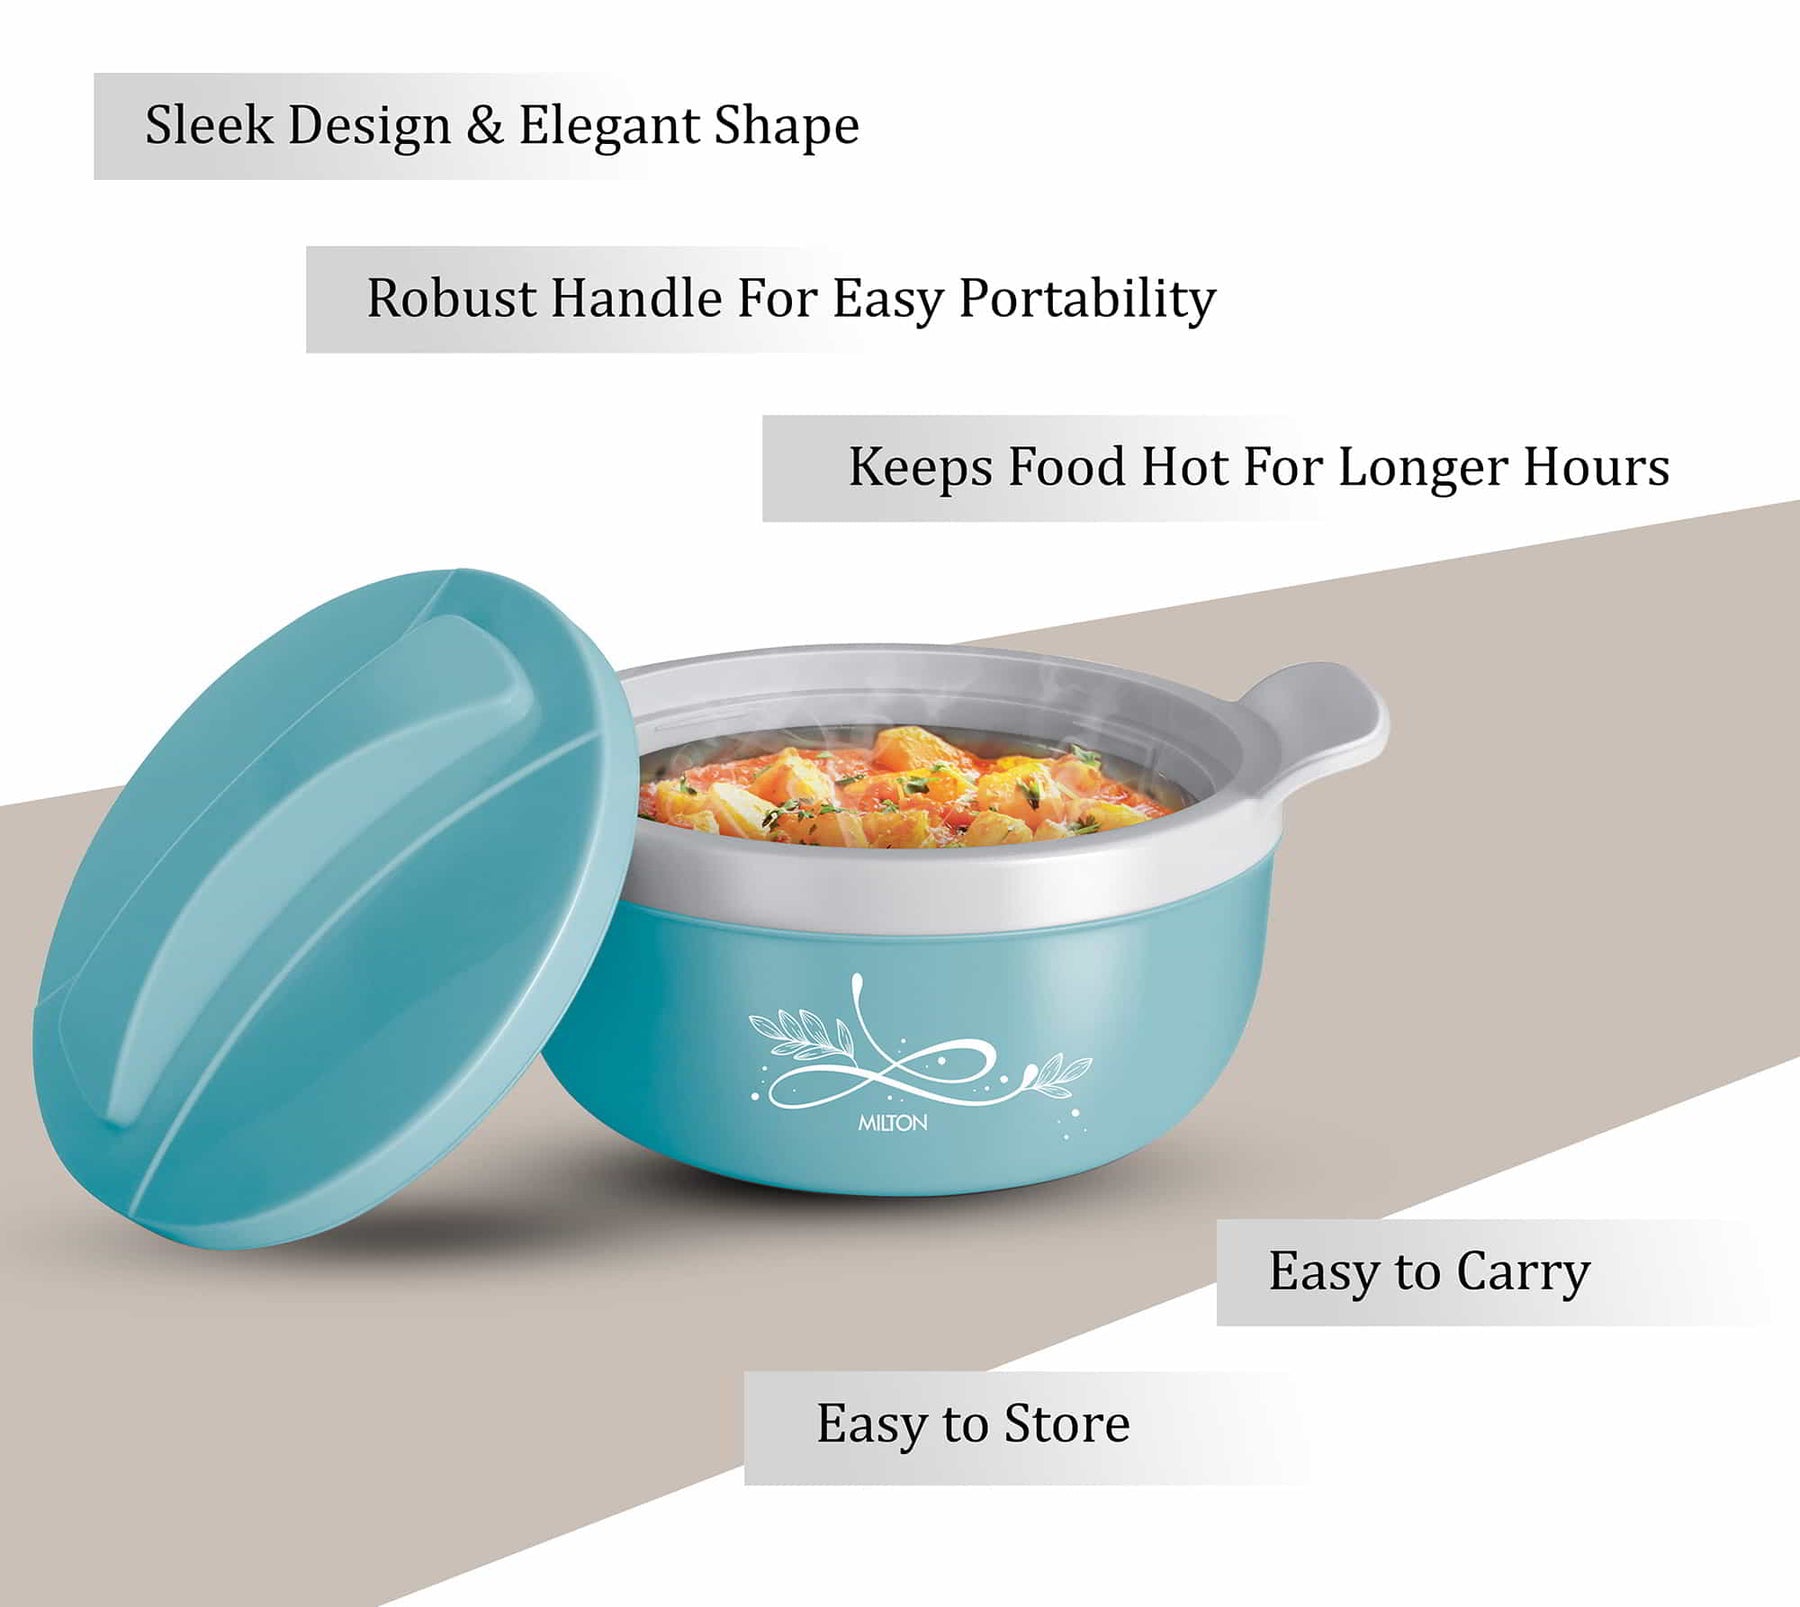 Sleek Design & Elegant Shape
Robust Handle For Easy Portability
Keeps Food Hot For Longer Hours
MILTON
Easy to Carry
Easy to Store